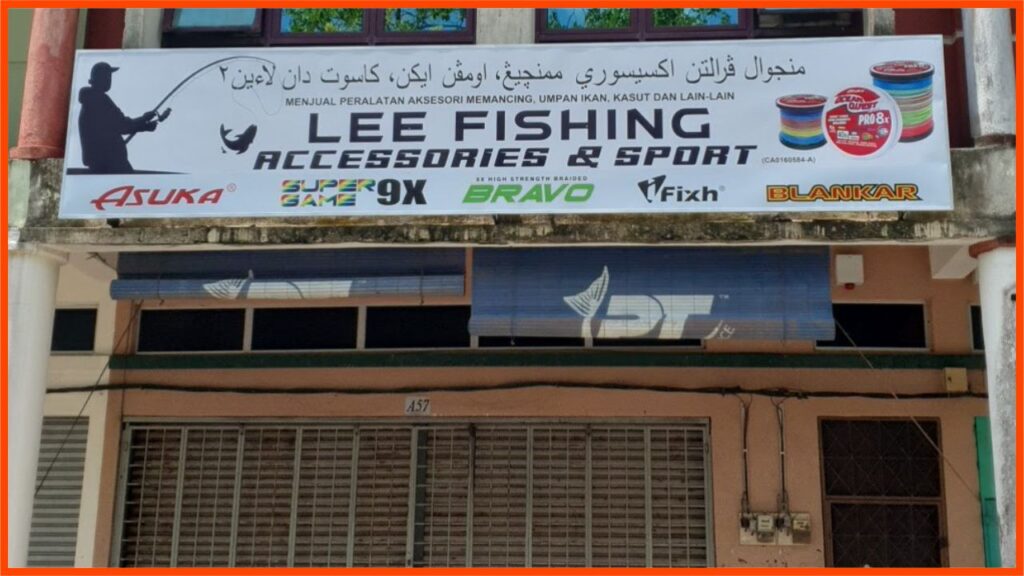 منجوال ڤرالتن اکسيسوري ممنچيڠ، اومڤن ايکن، کاسوت دان لاءين٢
MENJUAL PERALATAN AKSESORI MEMANCING, UMPAN IKAN, KASUT DAN LAIN-LAIN
LEE FISHING
ACCESSORIES & SPORT
(CA0160584-A)
OCEAN QUEST
PRO 8X
ASUKA®
SUPER GAME 9X
8X HIGH STRENGTH BRAIDED
BRAVO
Fixh®
BLANKAR
A57